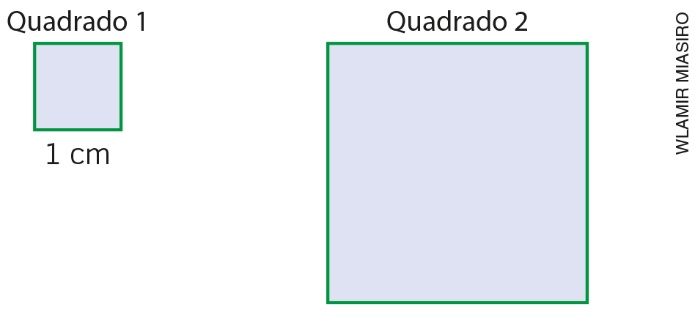 Quadrado 1
Quadrado 2
1 cm
WLAMIR MIASIRO